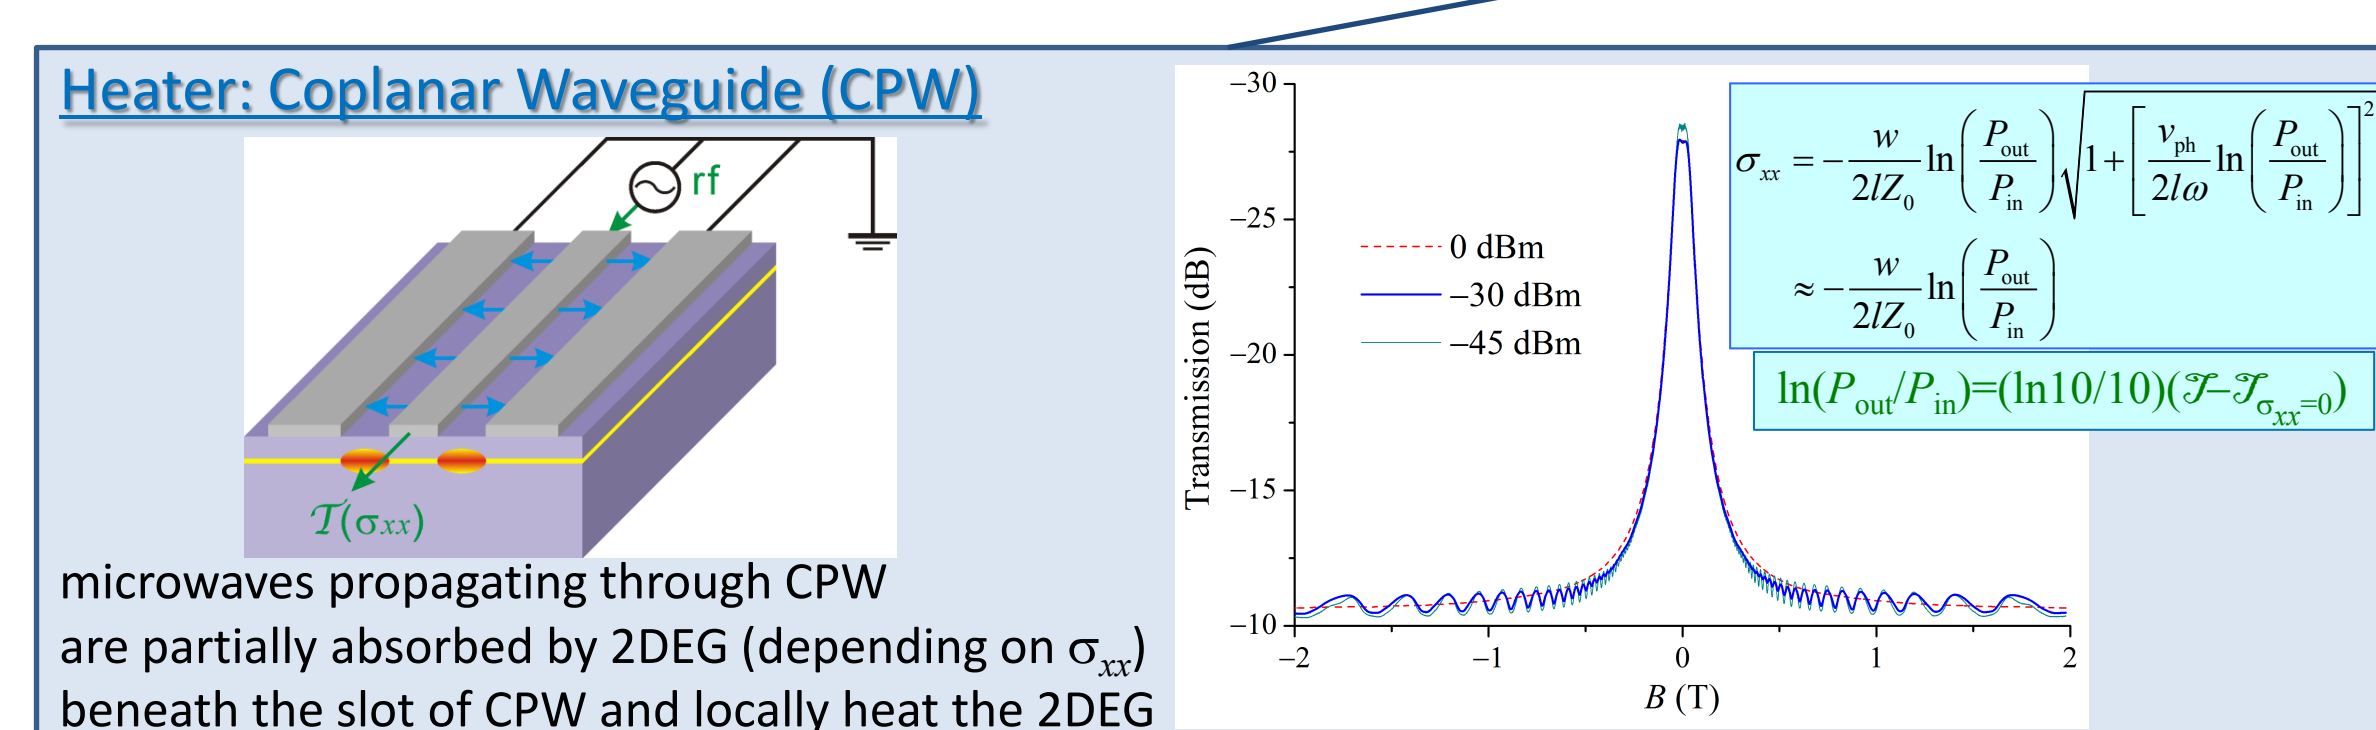 Heater: Coplanar Waveguide (CPW)
rf
𝒯(σxx)
microwaves propagating through CPW
are partially absorbed by 2DEG (depending on σxx)
beneath the slot of CPW and locally heat the 2DEG
Transmission (dB)
−30
−25
−20
−15
−10
−2 −1 0 1 2
B (T)
0 dBm
−30 dBm
−45 dBm
σxx = −w/(2lZ0) ln(Pout/Pin) √(1+[vph/(2lω) ln(Pout/Pin)]²)
≈ −w/(2lZ0) ln(Pout/Pin)
ln(Pout/Pin)=(ln10/10)(𝒯−𝒯σxx=0)